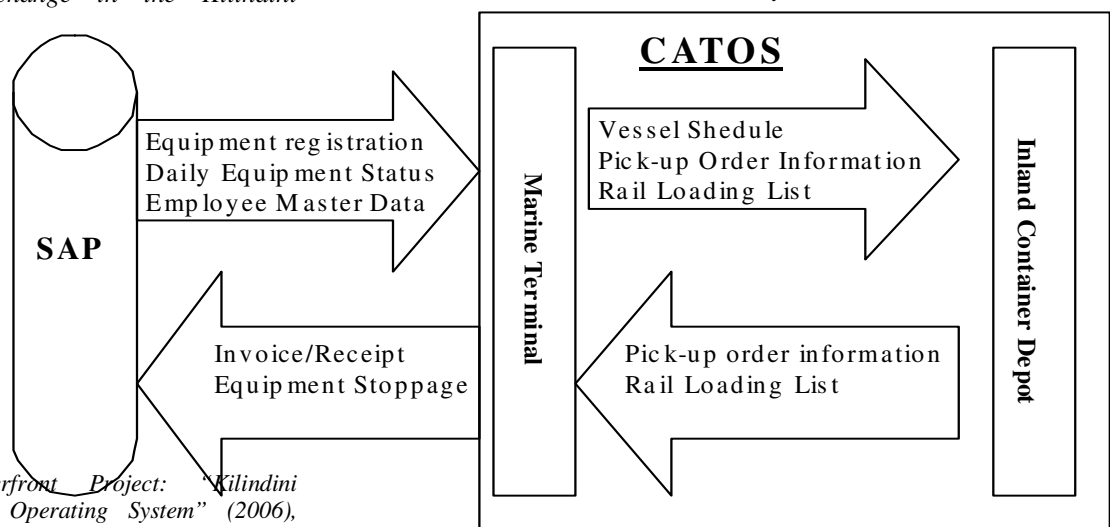 change in the Kilindini
CATOS
Equipment registration
Daily Equipment Status
Employee Master Data
SAP
Invoice/Receipt
Equipment Stoppage
Marine Terminal
Vessel Shedule
Pick-up Order Information
Rail Loading List
Pick-up order information
Rail Loading List
Inland Container Depot
Project: “Kilindini
Operating System” (2006),